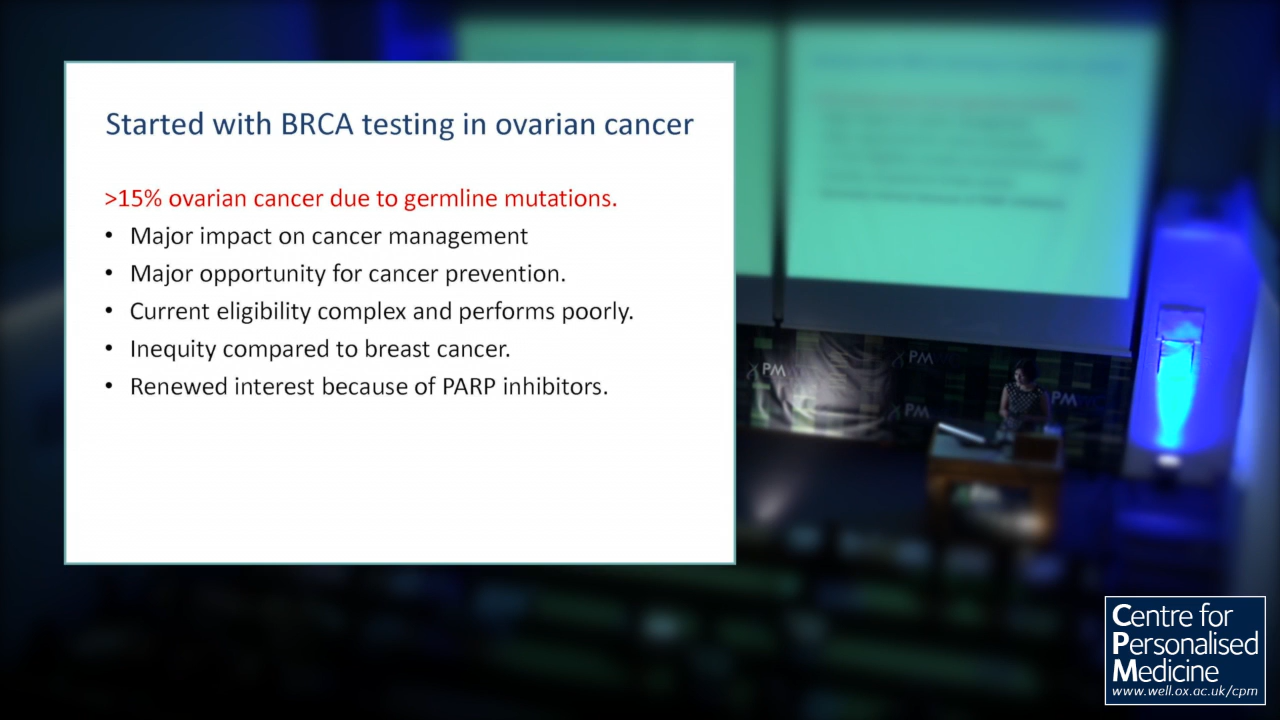 Started with BRCA testing in ovarian cancer
>15% ovarian cancer due to germline mutations.
• Major impact on cancer management
• Major opportunity for cancer prevention.
• Current eligibility complex and performs poorly.
• Inequity compared to breast cancer.
• Renewed interest because of PARP inhibitors.
PM
PM
PM
PM
Centre for
Personalised
Medicine
www.well.ox.ac.uk/cpm